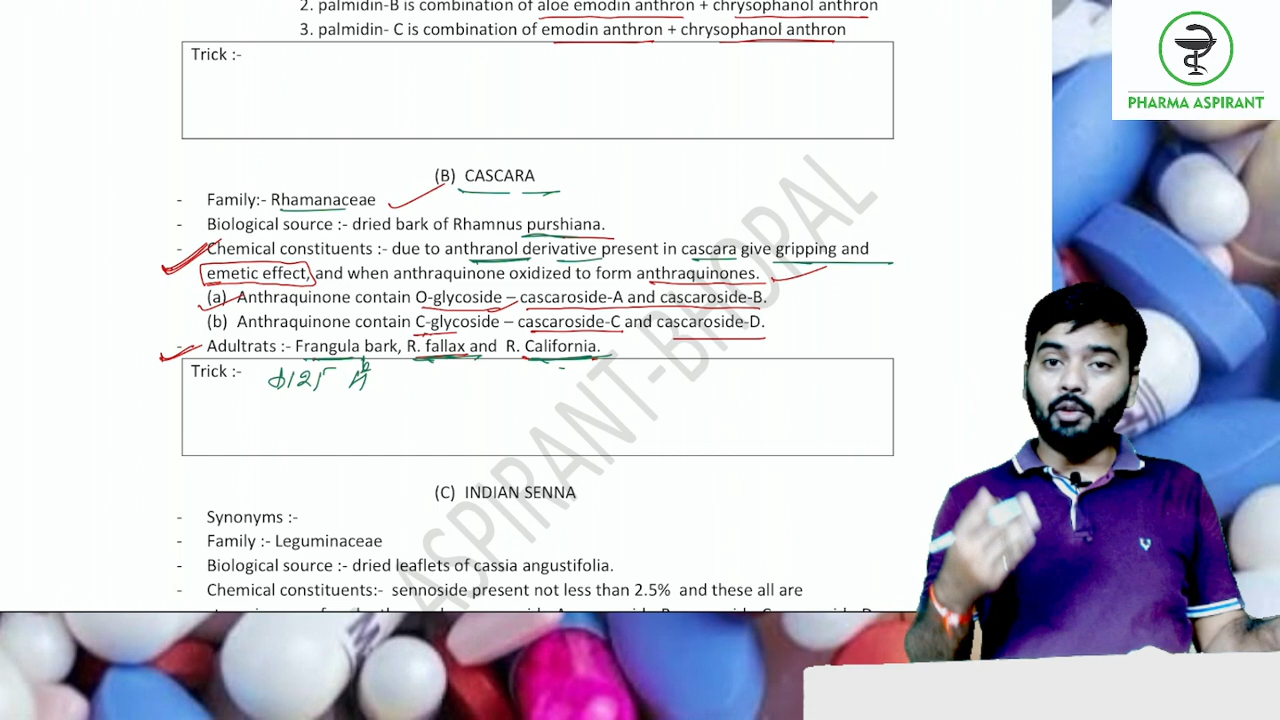 2. palmidin-B is combination of aloe emodin anthron + chrysophanol anthron
3. palmidin- C is combination of emodin anthron + chrysophanol anthron
Trick :-
PHARMA ASPIRANT
(B) CASCARA
- Family:- Rhamanaceae
- Biological source :- dried bark of Rhamnus purshiana.
- Chemical constituents :- due to anthranol derivative present in cascara give gripping and
emetic effect, and when anthraquinone oxidized to form anthraquinones.
(a) Anthraquinone contain O-glycoside – cascaroside-A and cascaroside-B.
(b) Anthraquinone contain C-glycoside – cascaroside-C and cascaroside-D.
- Adultrats :- Frangula bark, R. fallax and R. California.
Trick :-
(C) INDIAN SENNA
- Synonyms :-
- Family :- Leguminaceae
- Biological source :- dried leaflets of cassia angustifolia.
- Chemical constituents:- sennoside present not less than 2.5% and these all are
ASPIRANT-BHOPAL